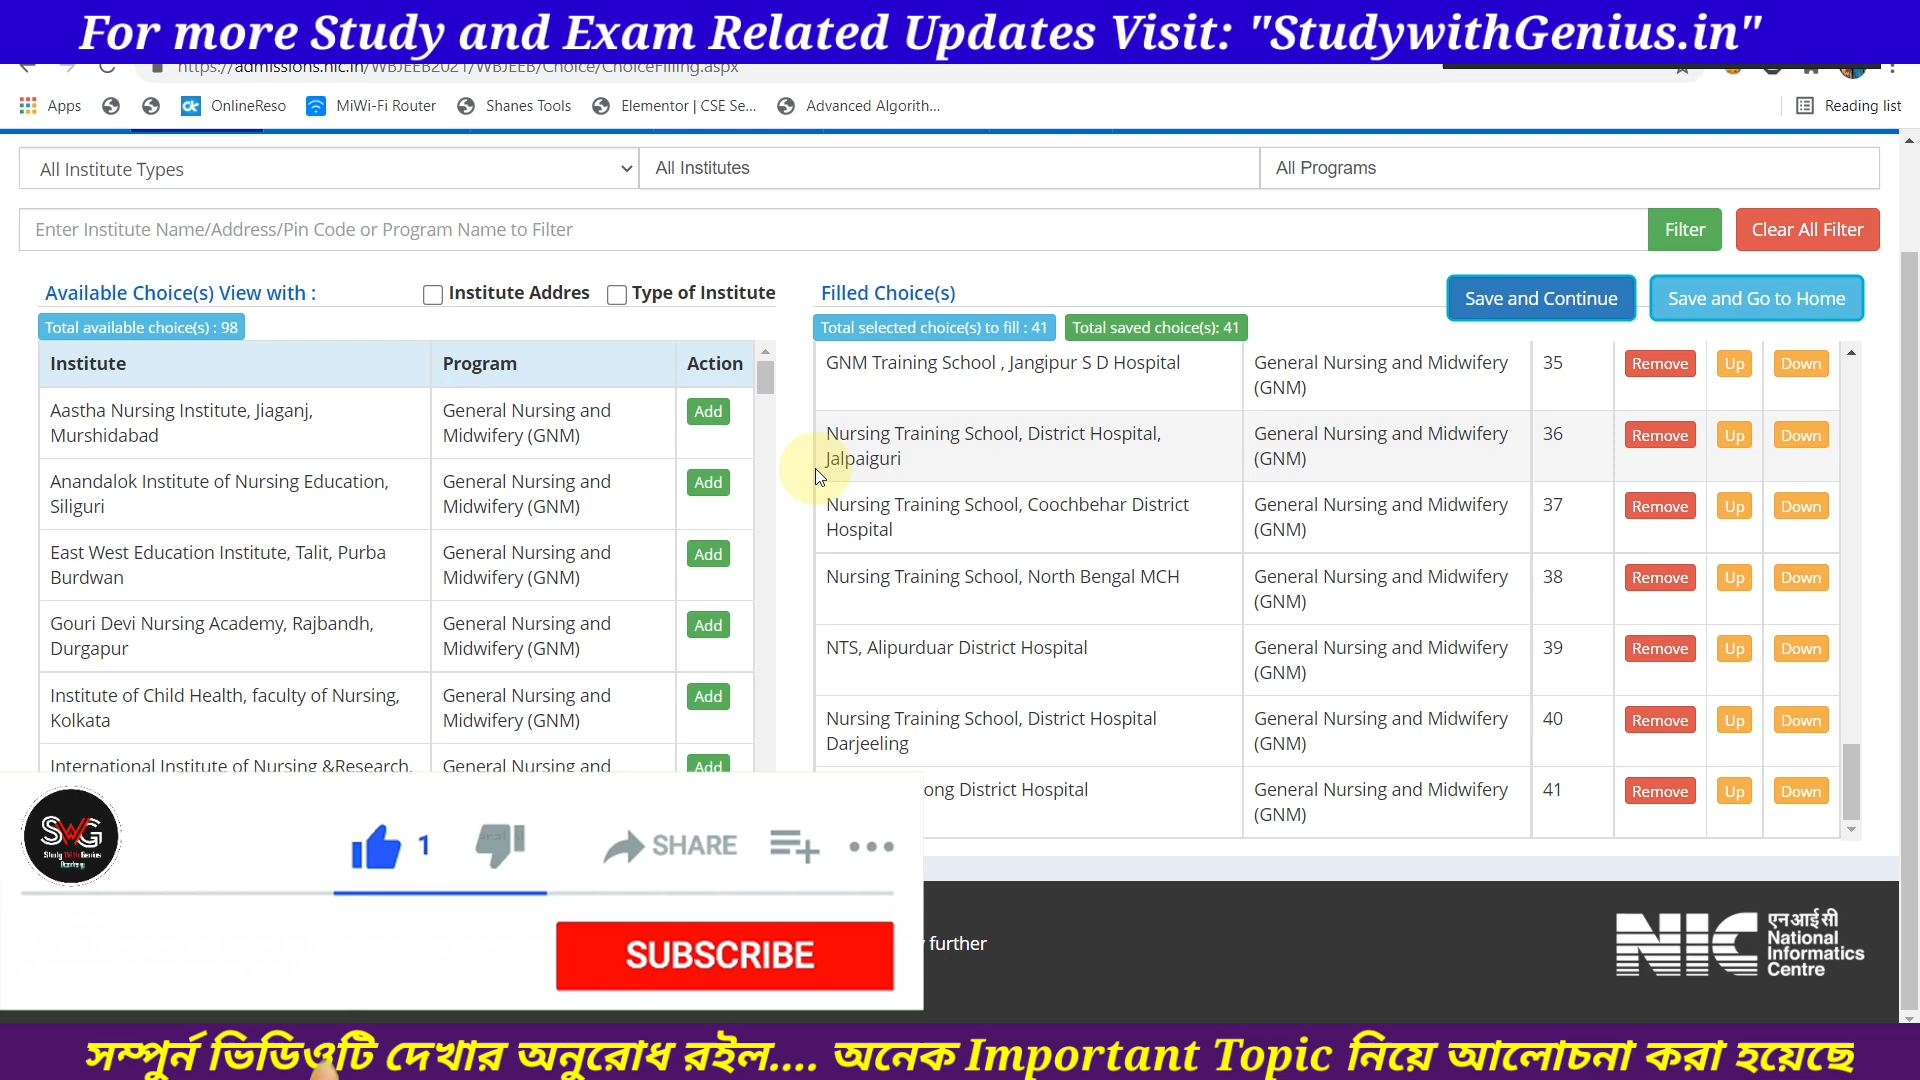 For more Study and Exam Related Updates Visit: "StudywithGenius.in"
https://admissions.nic.in/WBJEEB2021/WBJEEB/Choice/ChoiceFilling.aspx
Apps OnlineReso MiWi-Fi Router Shanes Tools Elementor | CSE Se... Advanced Algorith... Reading list
All Institute Types All Institutes All Programs
Enter Institute Name/Address/Pin Code or Program Name to Filter Filter Clear All Filter
Available Choice(s) View with : Institute Addres Type of Institute
Total available choice(s) : 98
Institute Program Action
Aastha Nursing Institute, Jiaganj, General Nursing and Add
Murshidabad Midwifery (GNM)
Anandalok Institute of Nursing Education, General Nursing and Add
Siliguri Midwifery (GNM)
East West Education Institute, Talit, Purba General Nursing and Add
Burdwan Midwifery (GNM)
Gouri Devi Nursing Academy, Rajbandh, General Nursing and Add
Durgapur Midwifery (GNM)
Institute of Child Health, faculty of Nursing, General Nursing and Add
Kolkata Midwifery (GNM)
International Institute of Nursing &Research, General Nursing and Add
Filled Choice(s) Save and Continue Save and Go to Home
Total selected choice(s) to fill : 41 Total saved choice(s): 41
GNM Training School , Jangipur S D Hospital General Nursing and Midwifery 35 Remove Up Down
(GNM)
Nursing Training School, District Hospital, General Nursing and Midwifery 36 Remove Up Down
Jalpaiguri (GNM)
Nursing Training School, Coochbehar District General Nursing and Midwifery 37 Remove Up Down
Hospital (GNM)
Nursing Training School, North Bengal MCH General Nursing and Midwifery 38 Remove Up Down
(GNM)
NTS, Alipurduar District Hospital General Nursing and Midwifery 39 Remove Up Down
(GNM)
Nursing Training School, District Hospital General Nursing and Midwifery 40 Remove Up Down
Darjeeling (GNM)
ong District Hospital General Nursing and Midwifery 41 Remove Up Down
(GNM)
SWG
Study With Genius
1 SHARE
SUBSCRIBE
further
NIC एनआईसी
National
Informatics
Centre
সম্পুর্ন ভিডিওটি দেখার অনুরোধ রইল.... অনেক Important Topic নিয়ে আলোচনা করা হয়েছে